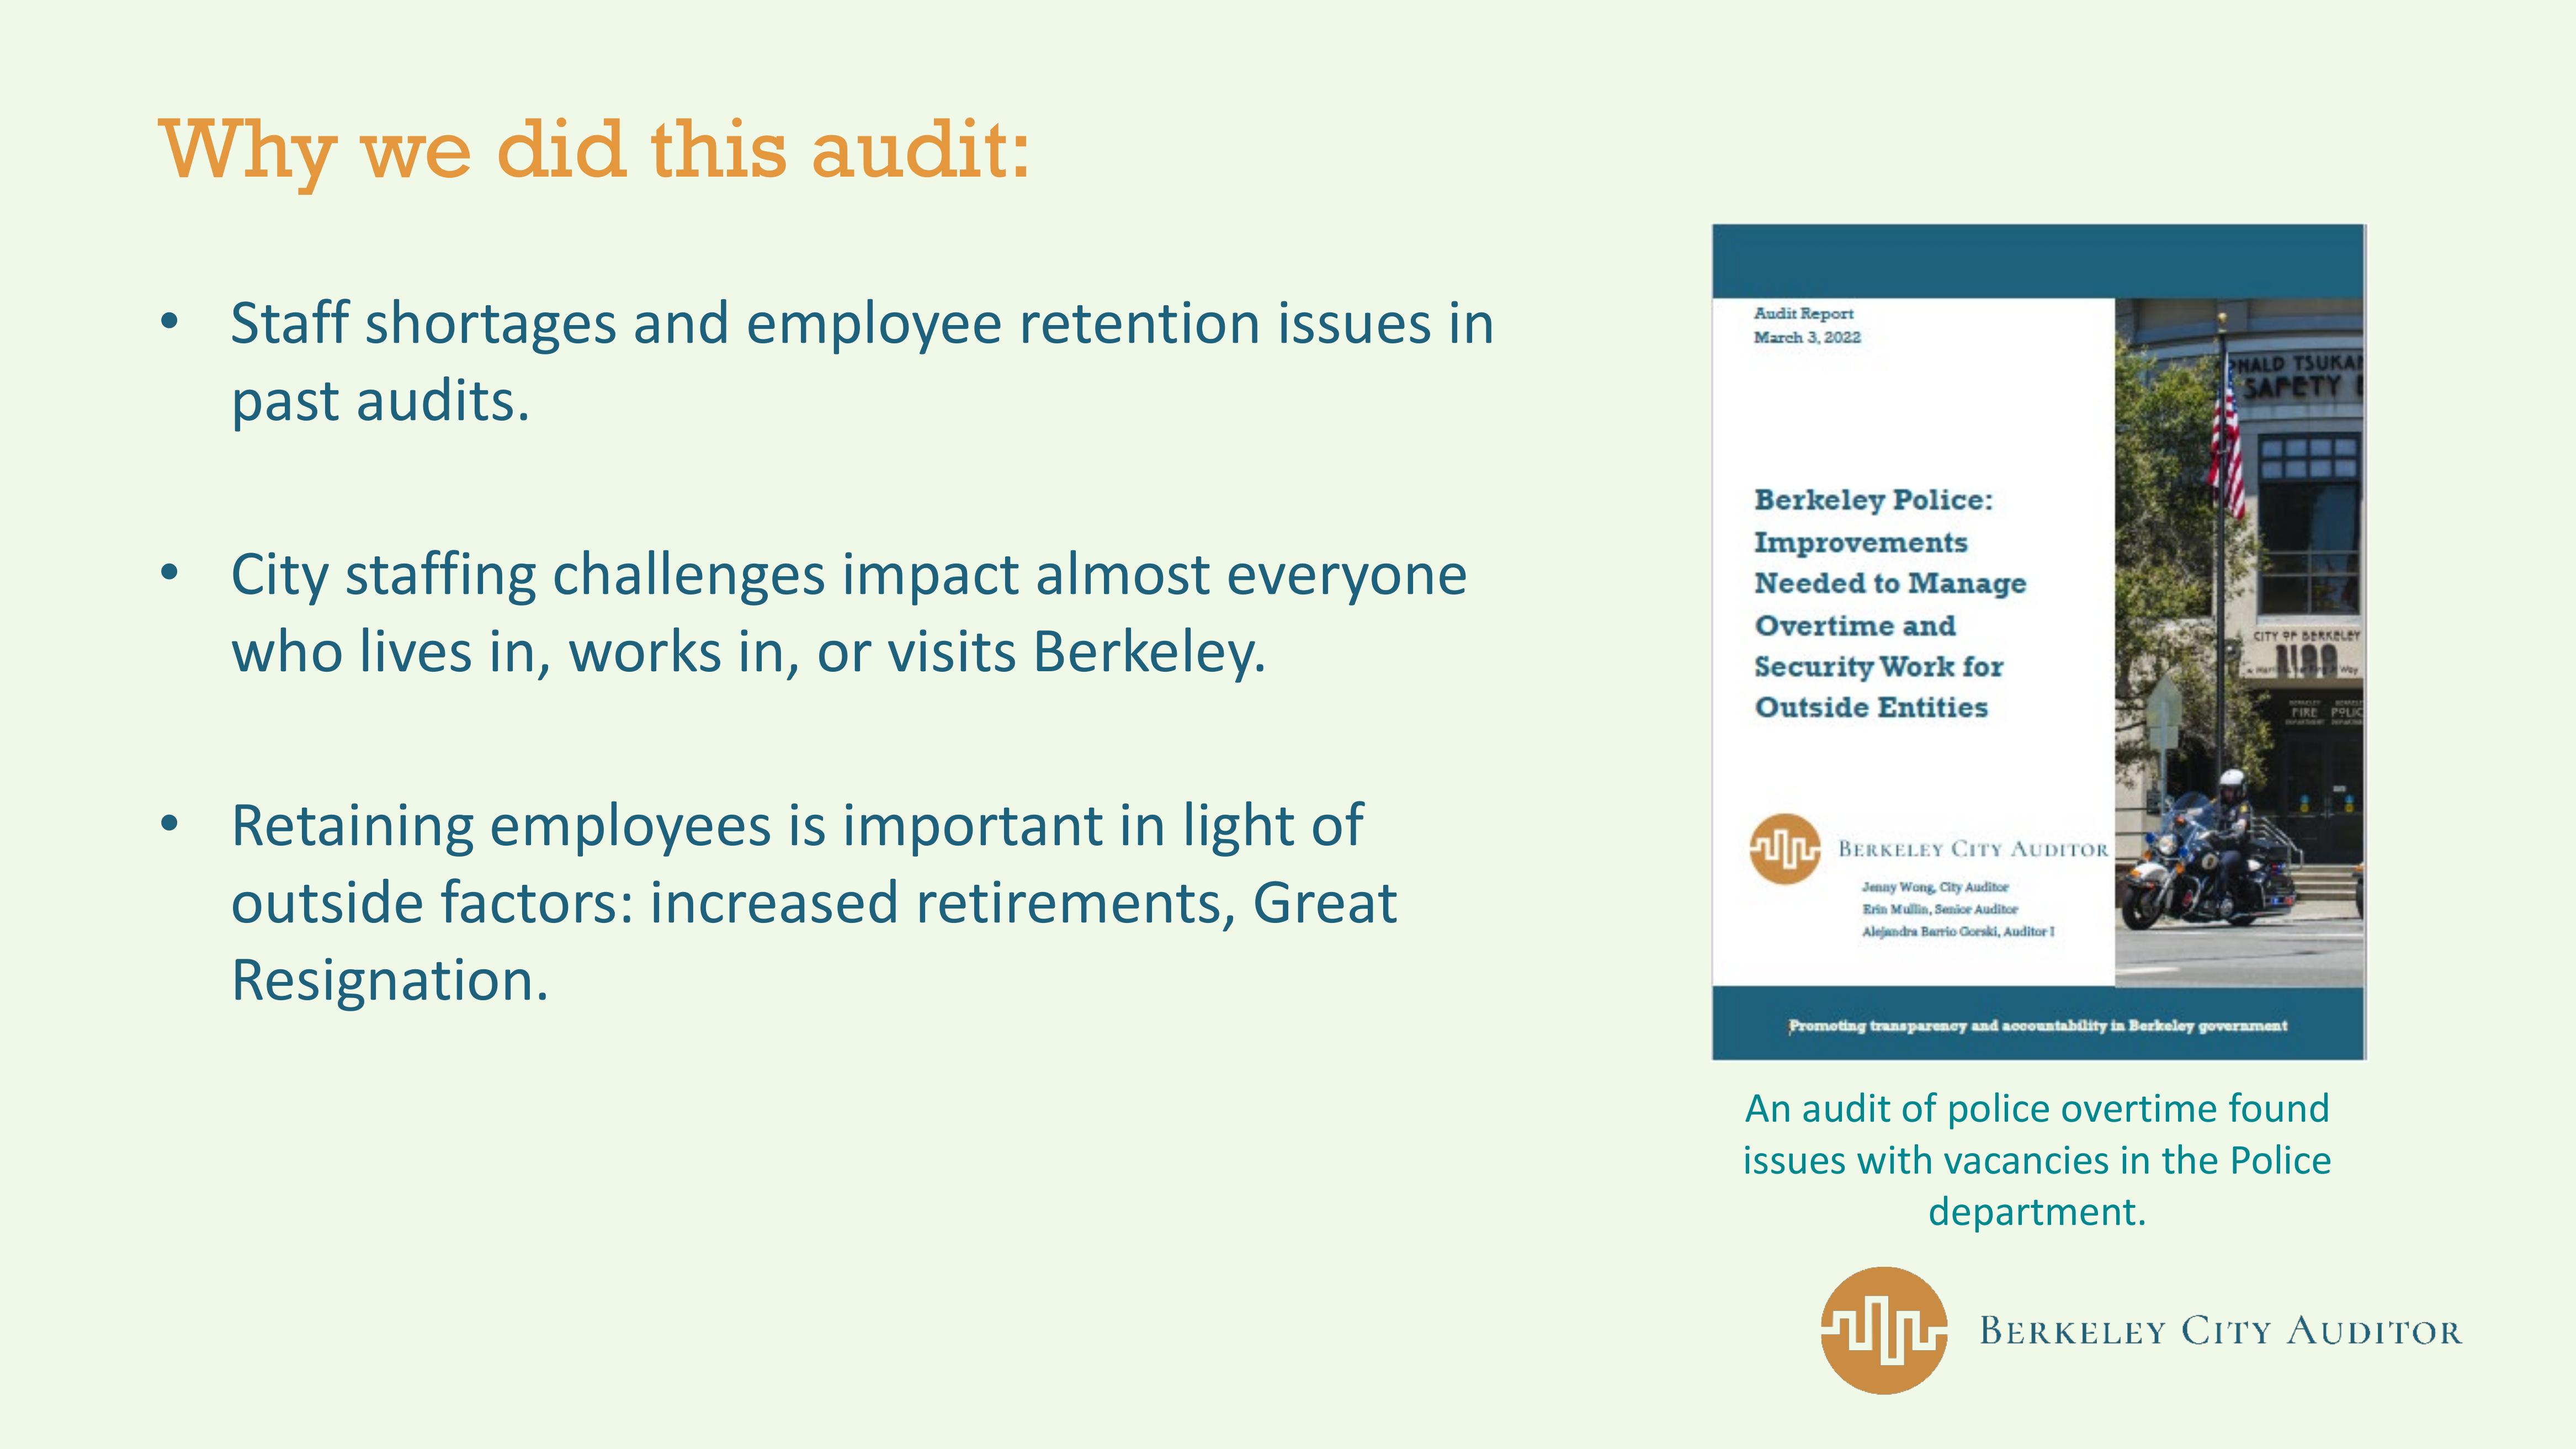 Why we did this audit:
• Staff shortages and employee retention issues in
past audits.
• City staffing challenges impact almost everyone
who lives in, works in, or visits Berkeley.
• Retaining employees is important in light of
outside factors: increased retirements, Great
Resignation.
Audit Report
March 3, 2022
Berkeley Police:
Improvements
Needed to Manage
Overtime and
Security Work for
Outside Entities
BERKELEY CITY AUDITOR
Jenny Wong, City Auditor
Erin Mullin, Senior Auditor
Alejandra Barrio Gorski, Auditor I
NALD TSUKA
SAFETY
CITY OF BERKELEY
Way
FIRE POLIC
Promoting transparency and accountability in Berkeley government
An audit of police overtime found
issues with vacancies in the Police
department.
BERKELEY CITY AUDITOR